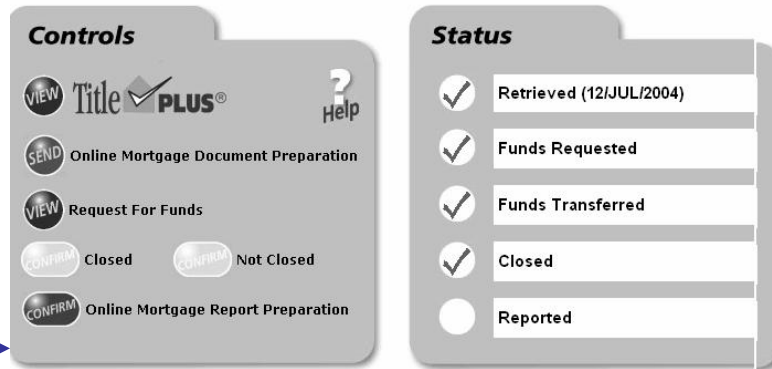 Controls
VIEW Title PLUS®
? Help
SEND Online Mortgage Document Preparation
VIEW Request For Funds
CONFIRM Closed CONFIRM Not Closed
CONFIRM Online Mortgage Report Preparation
Status
Retrieved (12/JUL/2004)
Funds Requested
Funds Transferred
Closed
Reported